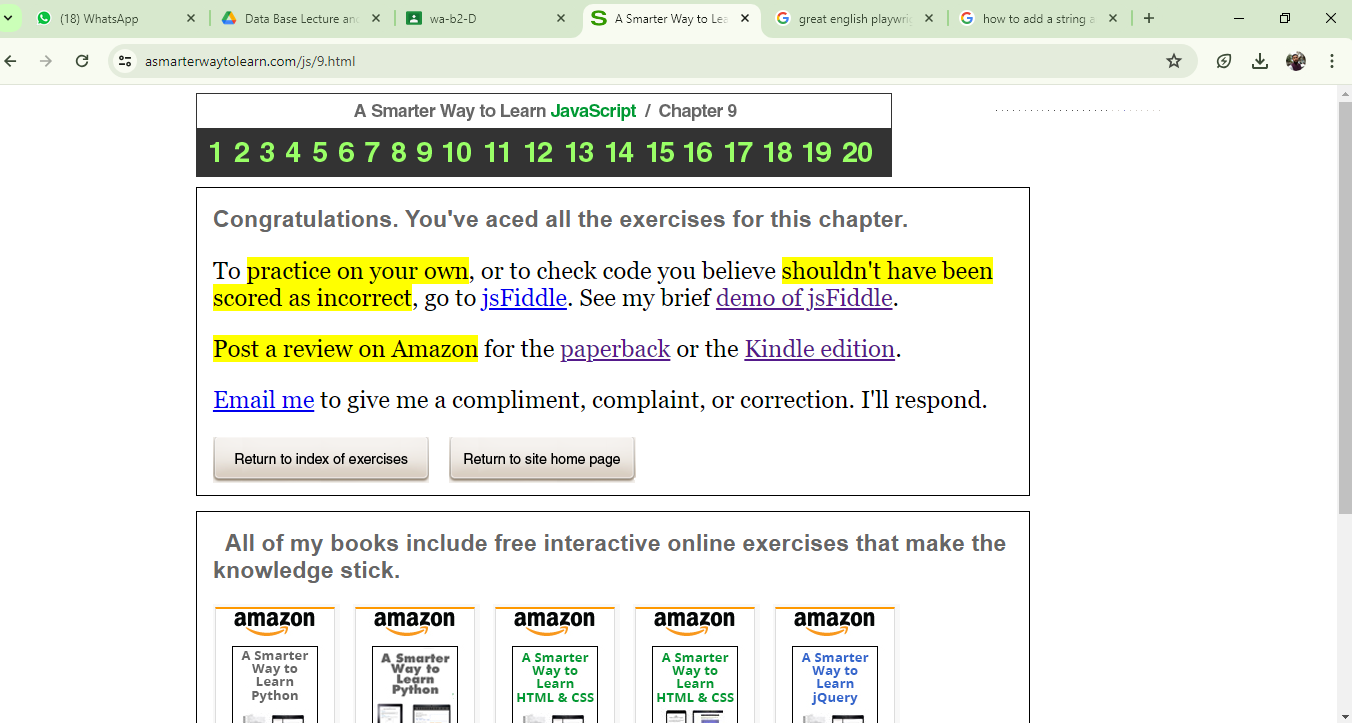 (18) WhatsApp
Data Base Lecture an
wa-b2-D
A Smarter Way to Lea
great english playwrig
how to add a string a
asmarterwaytolearn.com/js/9.html
A Smarter Way to Learn JavaScript / Chapter 9
1 2 3 4 5 6 7 8 9 10 11 12 13 14 15 16 17 18 19 20
Congratulations. You've aced all the exercises for this chapter.
To practice on your own, or to check code you believe shouldn't have been
scored as incorrect, go to jsFiddle. See my brief demo of jsFiddle.
Post a review on Amazon for the paperback or the Kindle edition.
Email me to give me a compliment, complaint, or correction. I'll respond.
Return to index of exercises
Return to site home page
All of my books include free interactive online exercises that make the
knowledge stick.
amazon
A Smarter
Way to
Learn
Python
amazon
A Smarter
Way to
Learn
Python
amazon
A Smarter
Way to
Learn
HTML & CSS
amazon
A Smarter
Way to
Learn
HTML & CSS
amazon
A Smarter
Way to
Learn
jQuery